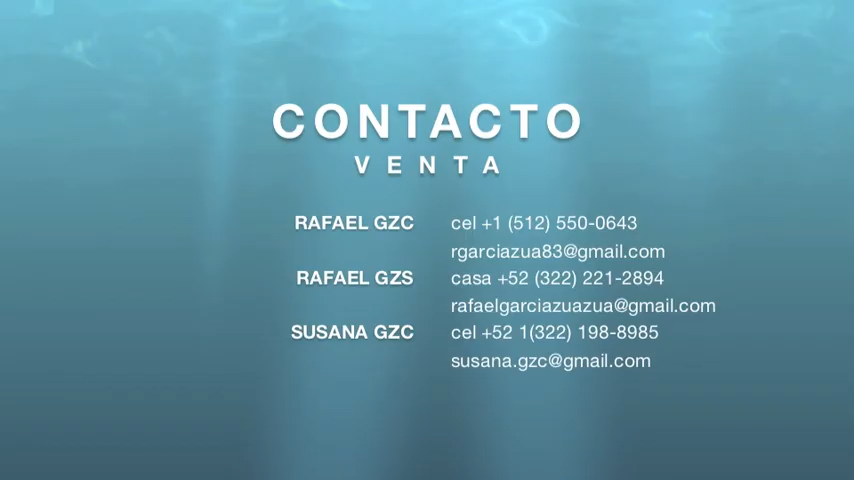 CONTACTO
VENTA
RAFAEL GZC cel +1 (512) 550-0643
rgarciazua83@gmail.com
RAFAEL GZS casa +52 (322) 221-2894
rafaelgarciazuazua@gmail.com
SUSANA GZC cel +52 1(322) 198-8985
susana.gzc@gmail.com